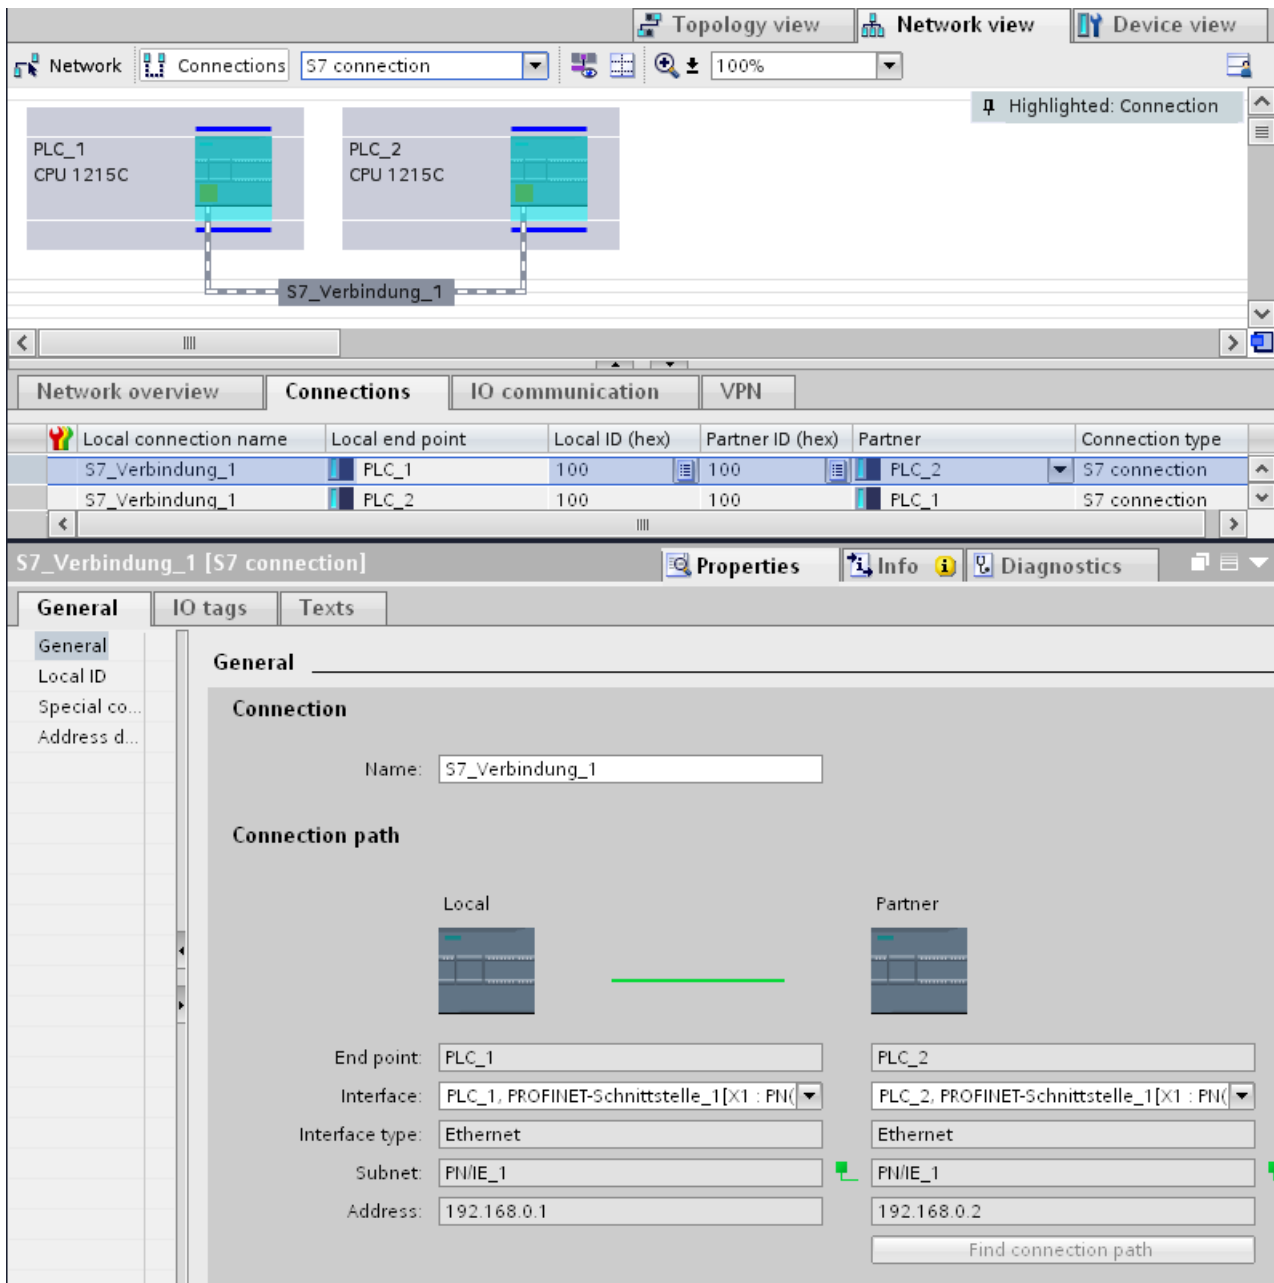 Topology view Network view Device view
Network Connections S7 connection 100%
Highlighted: Connection
PLC_1 PLC_2
CPU 1215C CPU 1215C
S7_Verbindung_1
Network overview Connections IO communication VPN
Local connection name Local end point Local ID (hex) Partner ID (hex) Partner Connection type
S7_Verbindung_1 PLC_1 100 100 PLC_2 S7 connection
S7_Verbindung_1 PLC_2 100 100 PLC_1 S7 connection
S7_Verbindung_1 [S7 connection] Properties Info Diagnostics
General IO tags Texts
General
Local ID
Special co...
Address d...
General
Connection
Name: S7_Verbindung_1
Connection path
Local Partner
End point: PLC_1 PLC_2
Interface: PLC_1, PROFINET-Schnittstelle_1[X1 : PN( PLC_2, PROFINET-Schnittstelle_1[X1 : PN(
Interface type: Ethernet Ethernet
Subnet: PN/IE_1 PN/IE_1
Address: 192.168.0.1 192.168.0.2
Find connection path